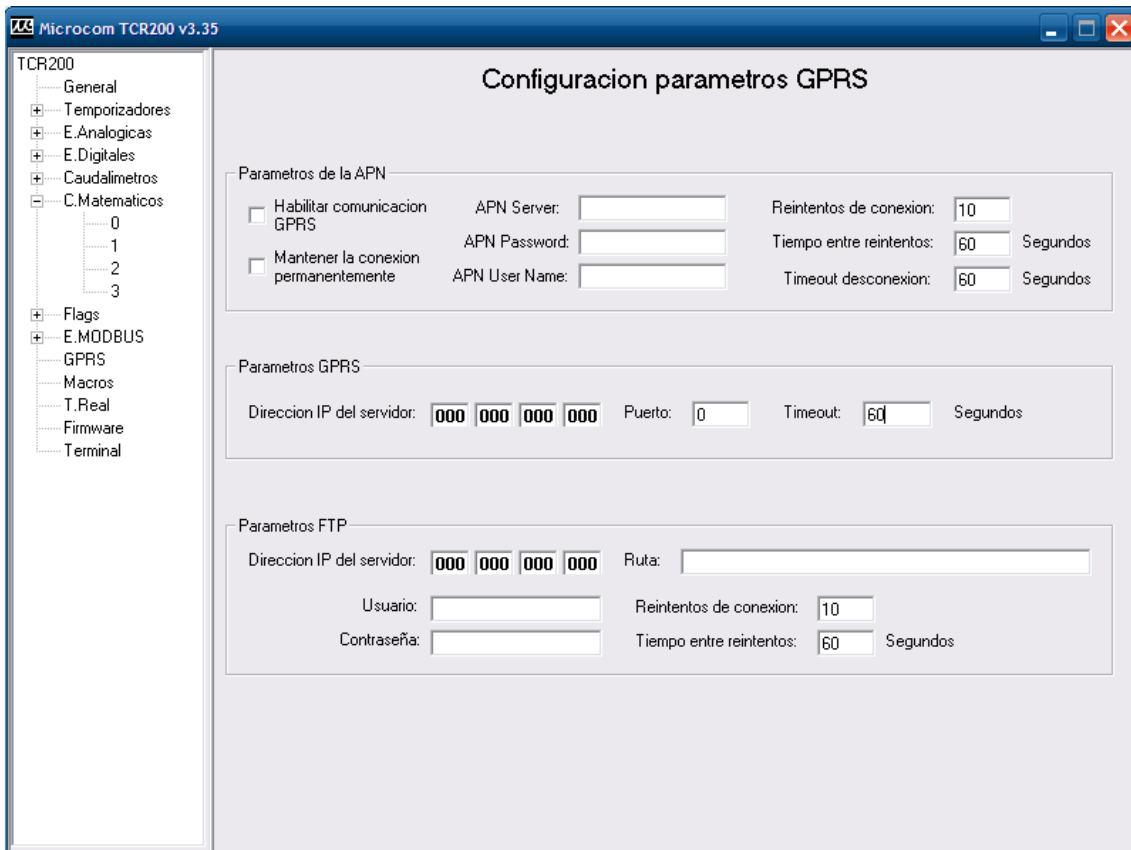 Microcom TCR200 v3.35
TCR200
General
Temporizadores
E.Analogicas
E.Digitales
Caudalimetros
C.Matematicos
0
1
2
3
Flags
E.MODBUS
GPRS
Macros
T.Real
Firmware
Terminal
Configuracion parametros GPRS
Parametros de la APN
Habilitar comunicacion
GPRS
Mantener la conexion
permanentemente
APN Server:
APN Password:
APN User Name:
Reintentos de conexion: 10
Tiempo entre reintentos: 60 Segundos
Timeout desconexion: 60 Segundos
Parametros GPRS
Direccion IP del servidor: 000 000 000 000 Puerto: 0 Timeout: 60 Segundos
Parametros FTP
Direccion IP del servidor: 000 000 000 000 Ruta:
Usuario: Reintentos de conexion: 10
Contraseña: Tiempo entre reintentos: 60 Segundos